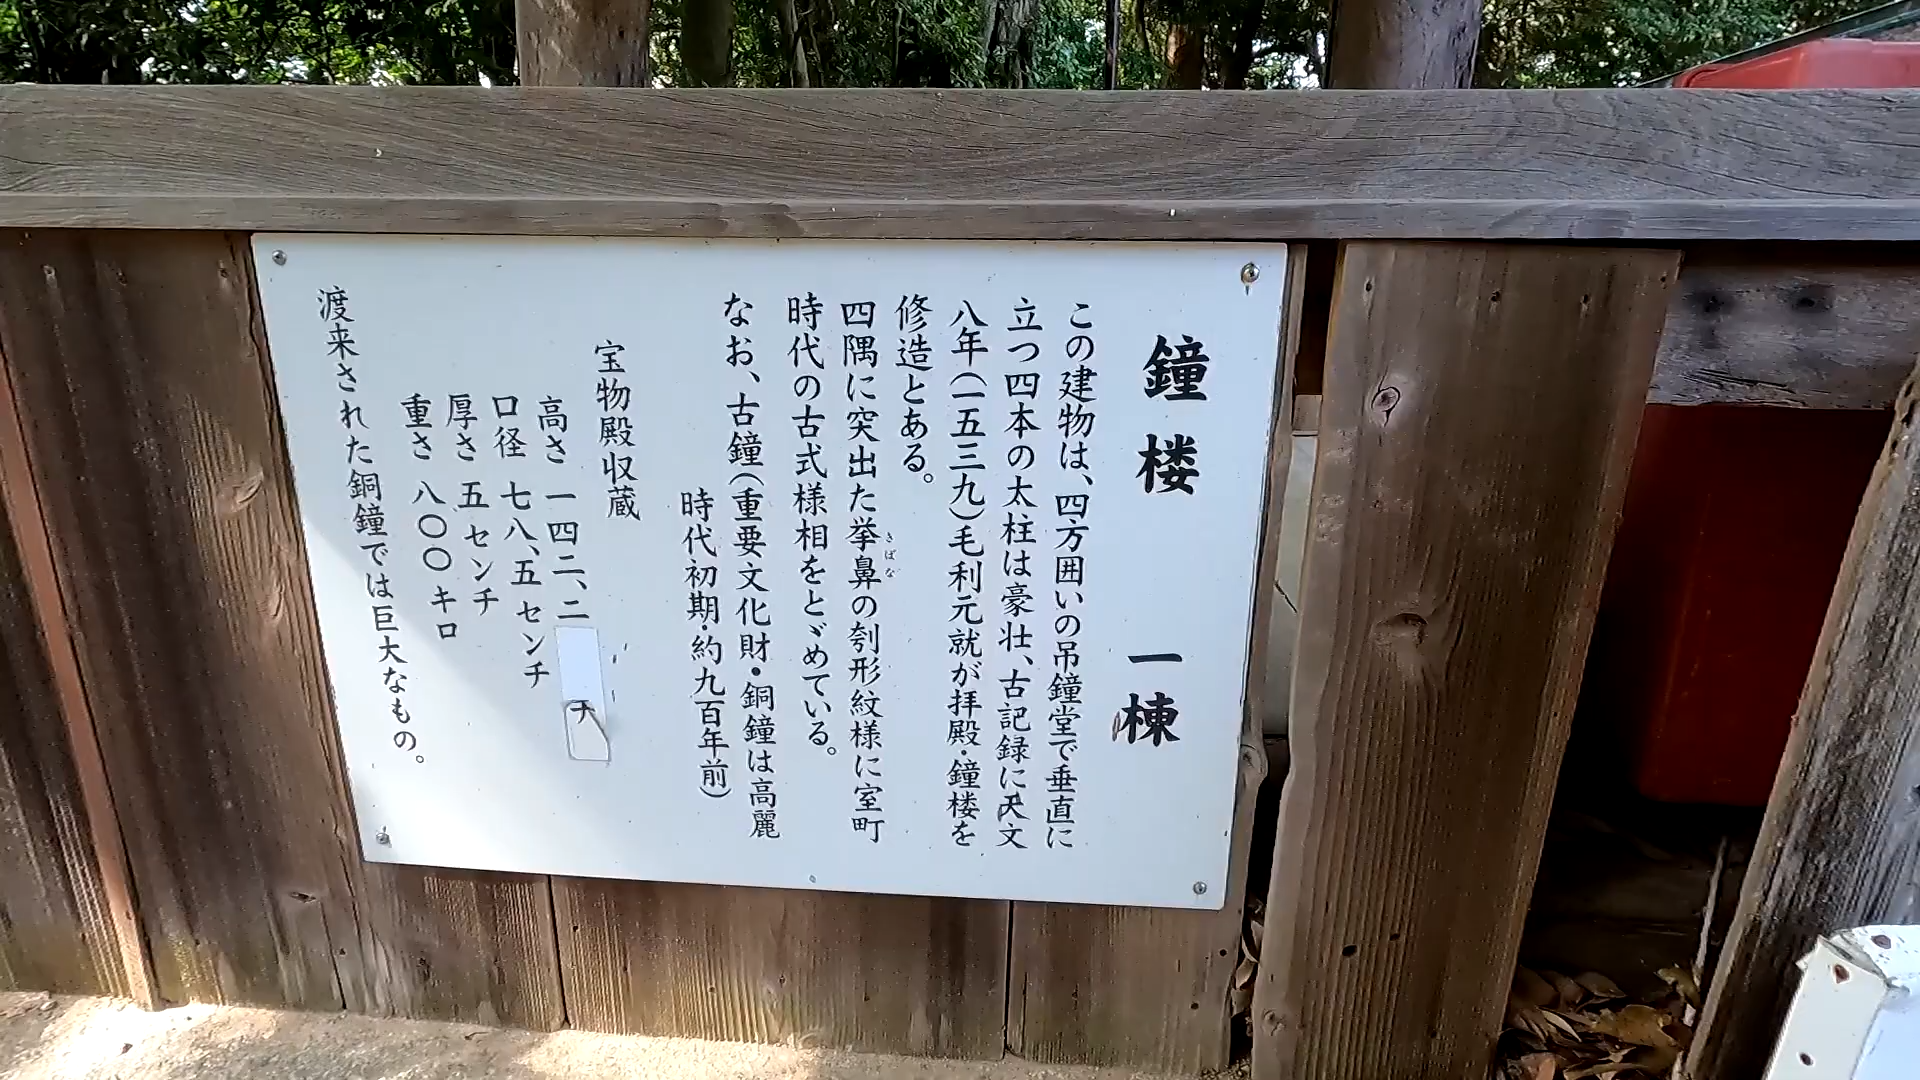 鐘楼 一棟
この建物は、四方囲いの吊鐘堂で垂直に
立つ四本の太柱は豪壮、古記録に天文
八年(一五三九)毛利元就が拝殿・鐘楼を
修造とある。
四隅に突出た挙鼻の刳形紋様に室町
きばな
時代の古式様相をとゞめている。
なお、古鐘(重要文化財・銅鐘は高麗
時代初期・約九百年前)
宝物殿収蔵
高さ 一四二、二 チ
口径 七八、五 センチ
厚さ 五 センチ
重さ 八〇〇 キロ
渡来された銅鐘では巨大なもの。